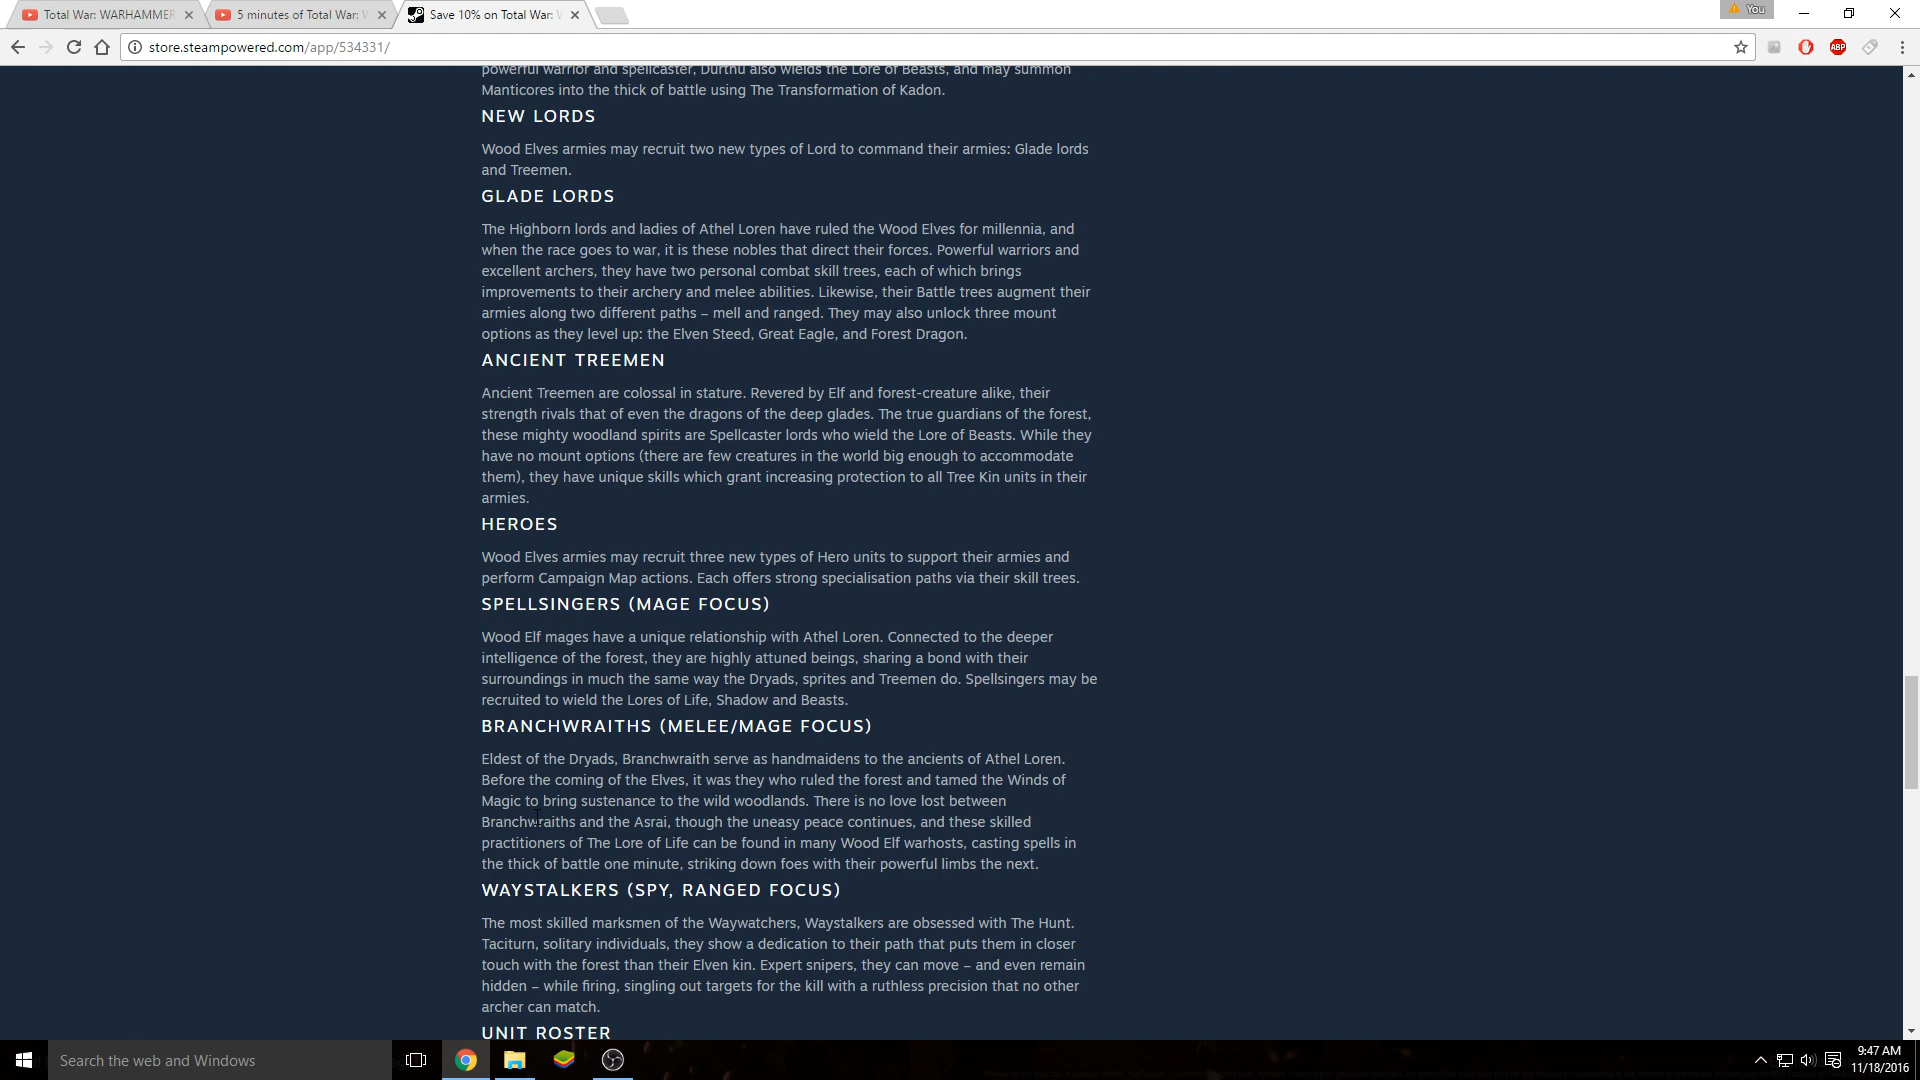 Total War: WARHAMMER
5 minutes of Total War: W
Save 10% on Total War: W
You
store.steampowered.com/app/534331/
ABP
powerful warrior and spellcaster, Durthu also wields the Lore of Beasts, and may summon
Manticores into the thick of battle using The Transformation of Kadon.
NEW LORDS
Wood Elves armies may recruit two new types of Lord to command their armies: Glade lords
and Treemen.
GLADE LORDS
The Highborn lords and ladies of Athel Loren have ruled the Wood Elves for millennia, and
when the race goes to war, it is these nobles that direct their forces. Powerful warriors and
excellent archers, they have two personal combat skill trees, each of which brings
improvements to their archery and melee abilities. Likewise, their Battle trees augment their
armies along two different paths – mell and ranged. They may also unlock three mount
options as they level up: the Elven Steed, Great Eagle, and Forest Dragon.
ANCIENT TREEMEN
Ancient Treemen are colossal in stature. Revered by Elf and forest-creature alike, their
strength rivals that of even the dragons of the deep glades. The true guardians of the forest,
these mighty woodland spirits are Spellcaster lords who wield the Lore of Beasts. While they
have no mount options (there are few creatures in the world big enough to accommodate
them), they have unique skills which grant increasing protection to all Tree Kin units in their
armies.
HEROES
Wood Elves armies may recruit three new types of Hero units to support their armies and
perform Campaign Map actions. Each offers strong specialisation paths via their skill trees.
SPELLSINGERS (MAGE FOCUS)
Wood Elf mages have a unique relationship with Athel Loren. Connected to the deeper
intelligence of the forest, they are highly attuned beings, sharing a bond with their
surroundings in much the same way the Dryads, sprites and Treemen do. Spellsingers may be
recruited to wield the Lores of Life, Shadow and Beasts.
BRANCHWRAITHS (MELEE/MAGE FOCUS)
Eldest of the Dryads, Branchwraith serve as handmaidens to the ancients of Athel Loren.
Before the coming of the Elves, it was they who ruled the forest and tamed the Winds of
Magic to bring sustenance to the wild woodlands. There is no love lost between
Branchwraiths and the Asrai, though the uneasy peace continues, and these skilled
practitioners of The Lore of Life can be found in many Wood Elf warhosts, casting spells in
the thick of battle one minute, striking down foes with their powerful limbs the next.
WAYSTALKERS (SPY, RANGED FOCUS)
The most skilled marksmen of the Waywatchers, Waystalkers are obsessed with The Hunt.
Taciturn, solitary individuals, they show a dedication to their path that puts them in closer
touch with the forest than their Elven kin. Expert snipers, they can move – and even remain
hidden – while firing, singling out targets for the kill with a ruthless precision that no other
archer can match.
UNIT ROSTER
Search the web and Windows
9:47 AM
11/18/2016